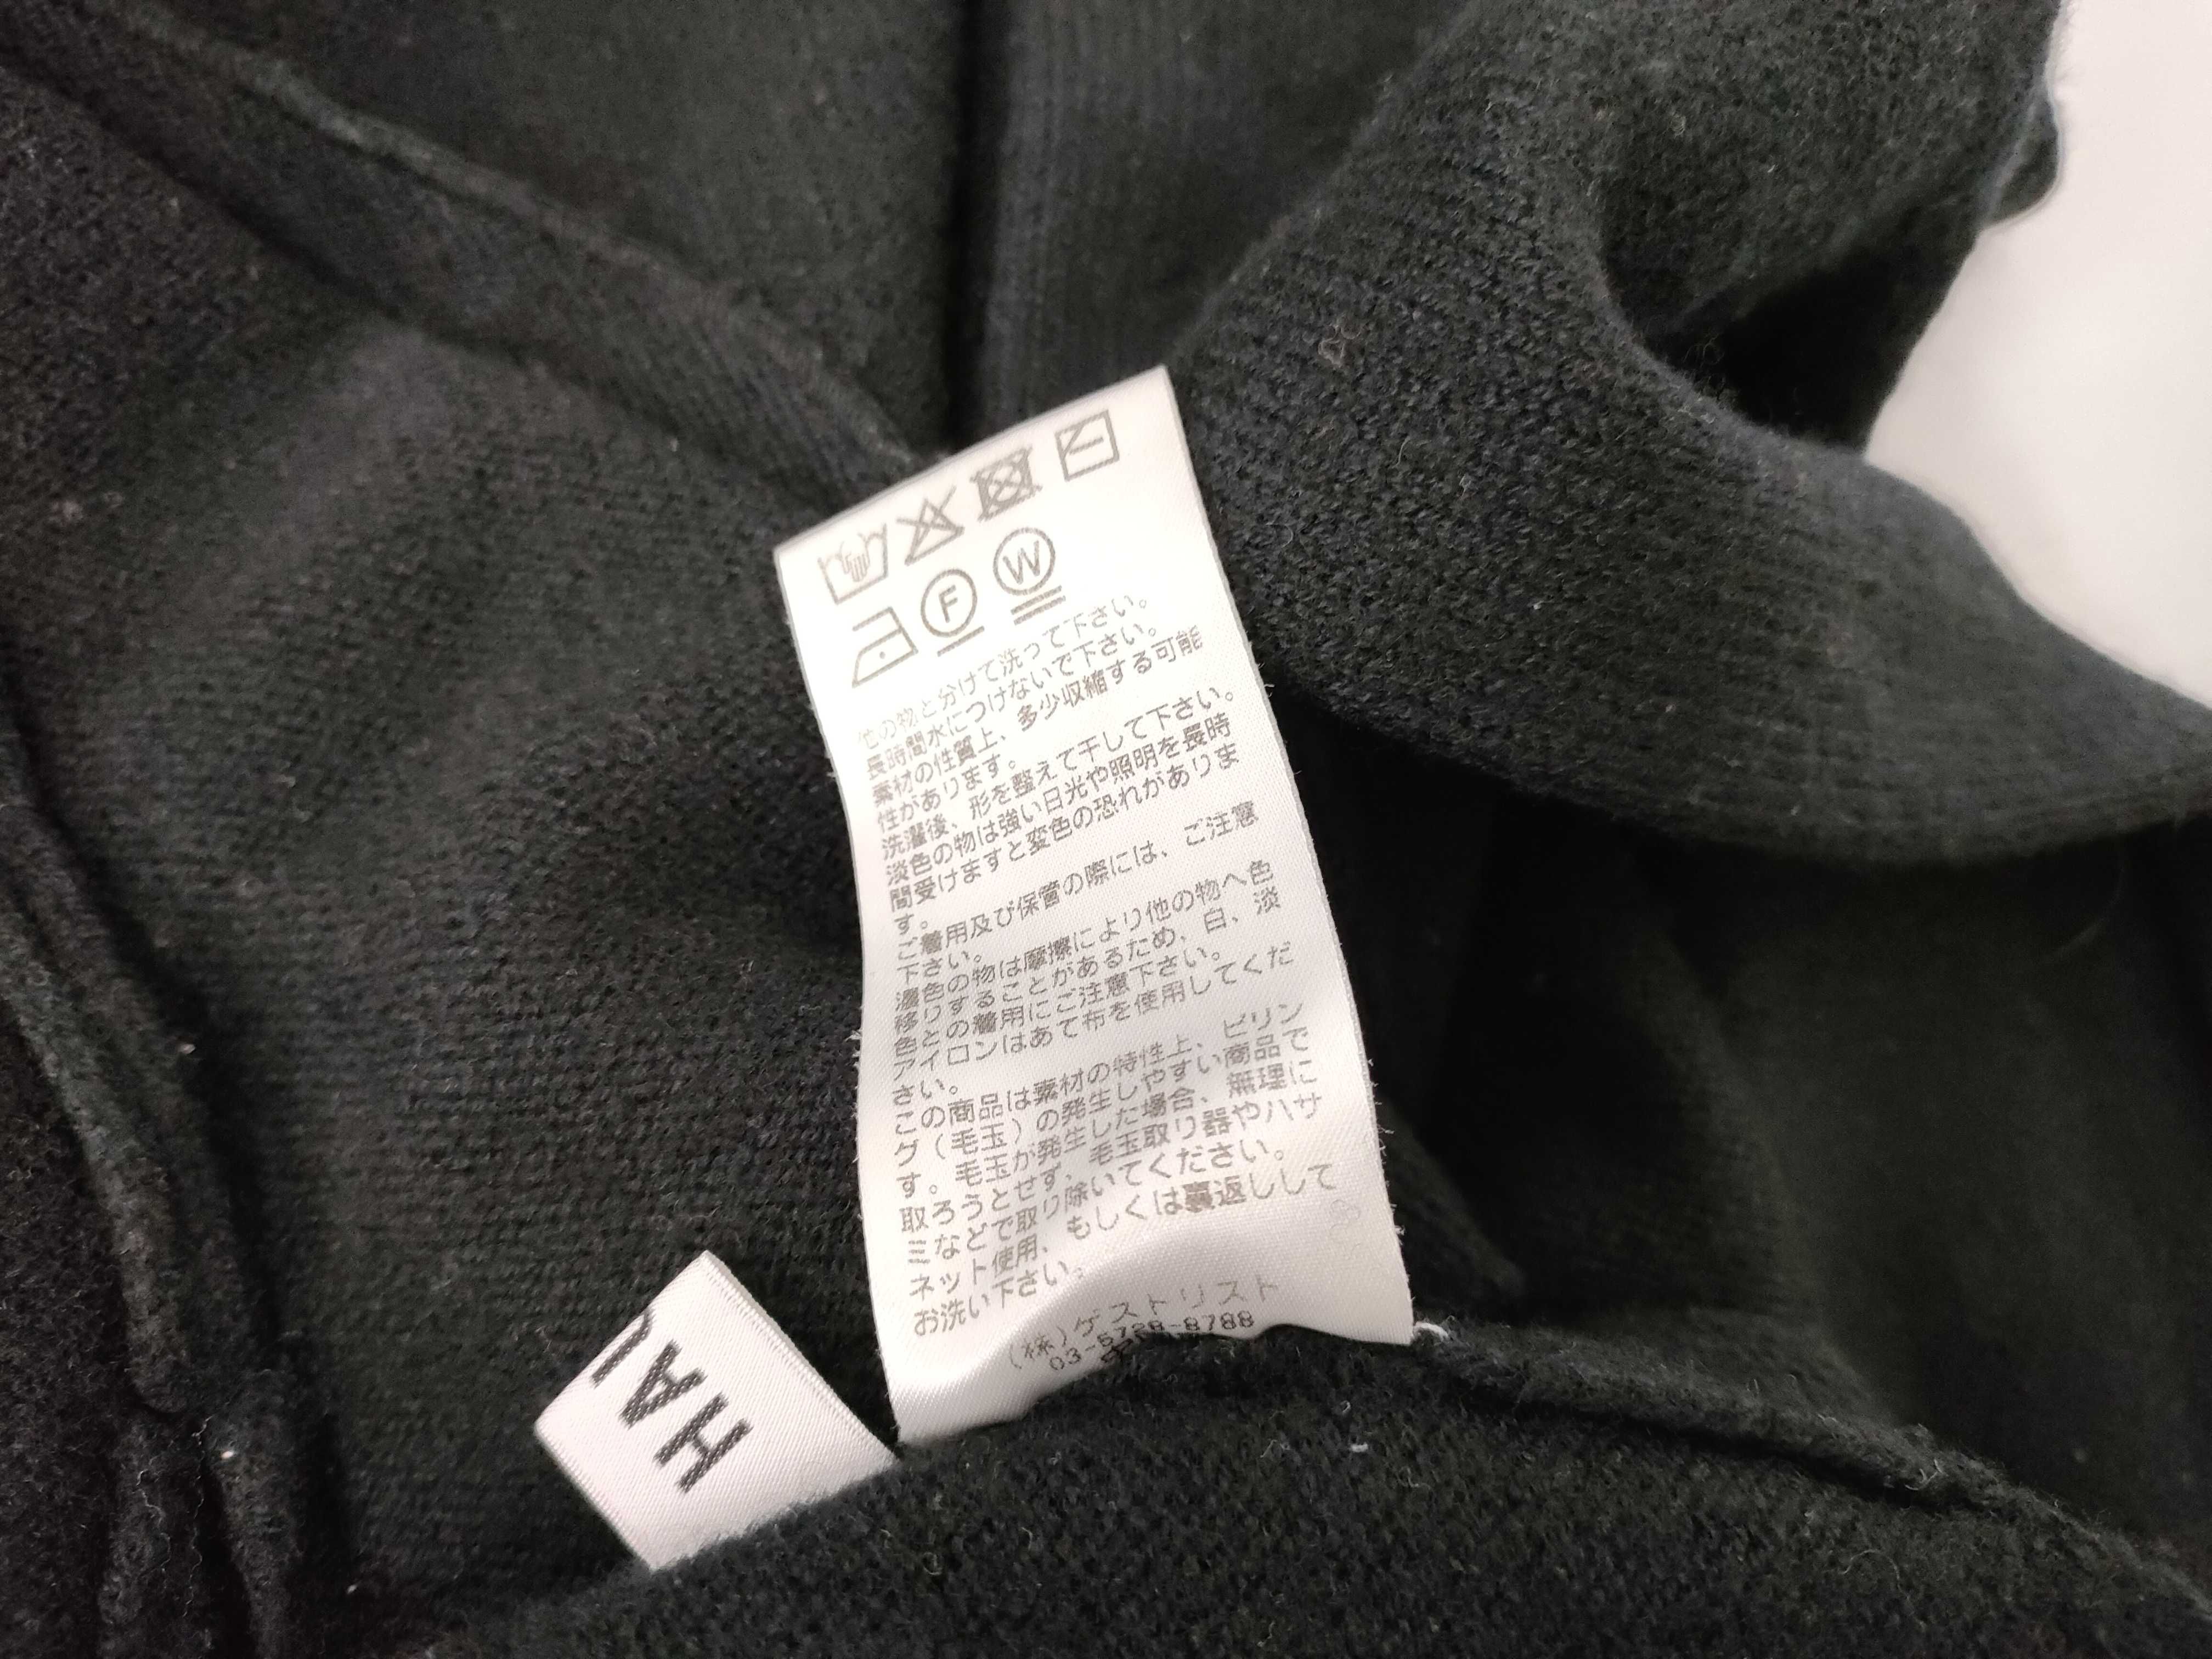 F
W
他の物と分けて洗って下さい。
長時間水につけないで下さい。
素材の性質上、多少収縮する可能
性があります。
洗濯後、形を整えて干して下さい。
淡色の物は強い日光や照明を長時
間受けますと変色の恐れがありま
す。
ご着用及び保管の際には、ご注意
下さい。
濃色の物は摩擦により他の物へ色
移りすることがあるため、白、淡
色との着用にご注意下さい。
アイロンはあて布を使用してくだ
さい。
この商品は素材の特性上、ピリン
グ（毛玉）の発生しやすい商品で
す。毛玉が発生した場合、無理に
取ろうとせず、毛玉取り器やハサ
ミなどで取り除いてください。
ネット使用、もしくは裏返しして
お洗い下さい。
(株)ゲストリスト
03-5728-8788
HA